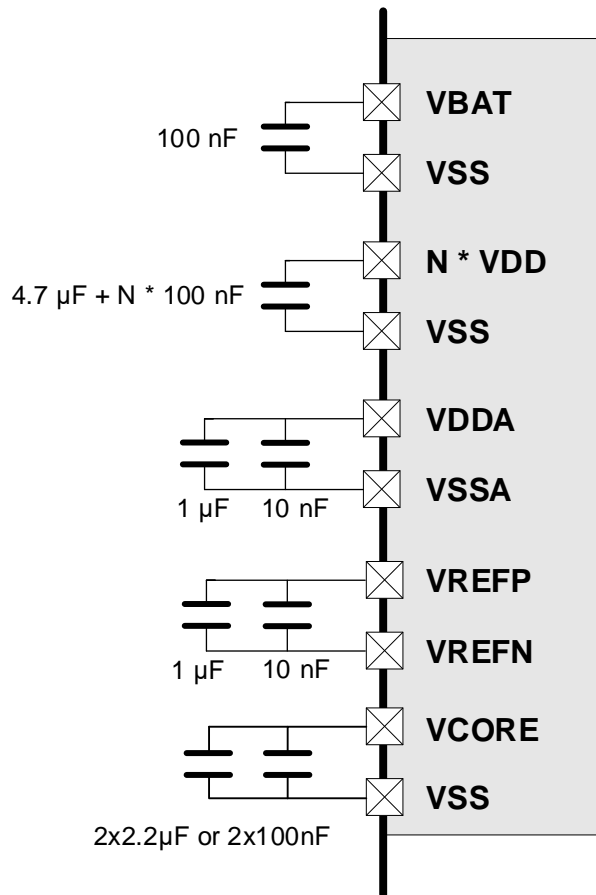 VBAT
100 nF
VSS
N * VDD
4.7 µF + N * 100 nF
VSS
VDDA
VSSA
1 µF 10 nF
VREFP
VREFN
1 µF 10 nF
VCORE
VSS
2x2.2µF or 2x100nF